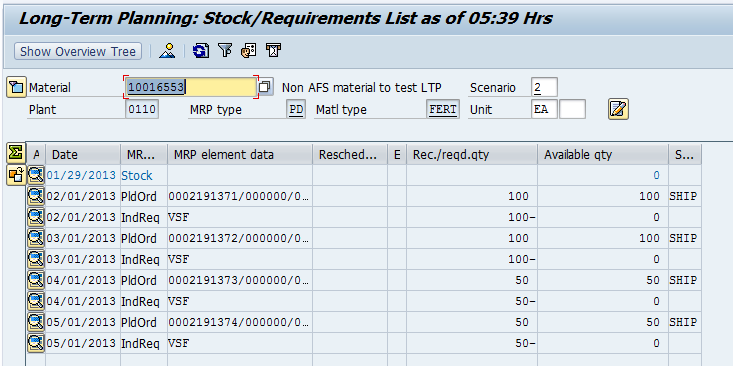 Long-Term Planning: Stock/Requirements List as of 05:39 Hrs
Show Overview Tree
Material 10016553 Non AFS material to test LTP Scenario 2
Plant 0110 MRP type PD Matl type FERT Unit EA
A Date MR... MRP element data Resched... E Rec./reqd.qty Available qty S...
01/29/2013 Stock 0
02/01/2013 PldOrd 0002191371/000000/0... 100 100 SHIP
02/01/2013 IndReq VSF 100- 0
03/01/2013 PldOrd 0002191372/000000/0... 100 100 SHIP
03/01/2013 IndReq VSF 100- 0
04/01/2013 PldOrd 0002191373/000000/0... 50 50 SHIP
04/01/2013 IndReq VSF 50- 0
05/01/2013 PldOrd 0002191374/000000/0... 50 50 SHIP
05/01/2013 IndReq VSF 50- 0